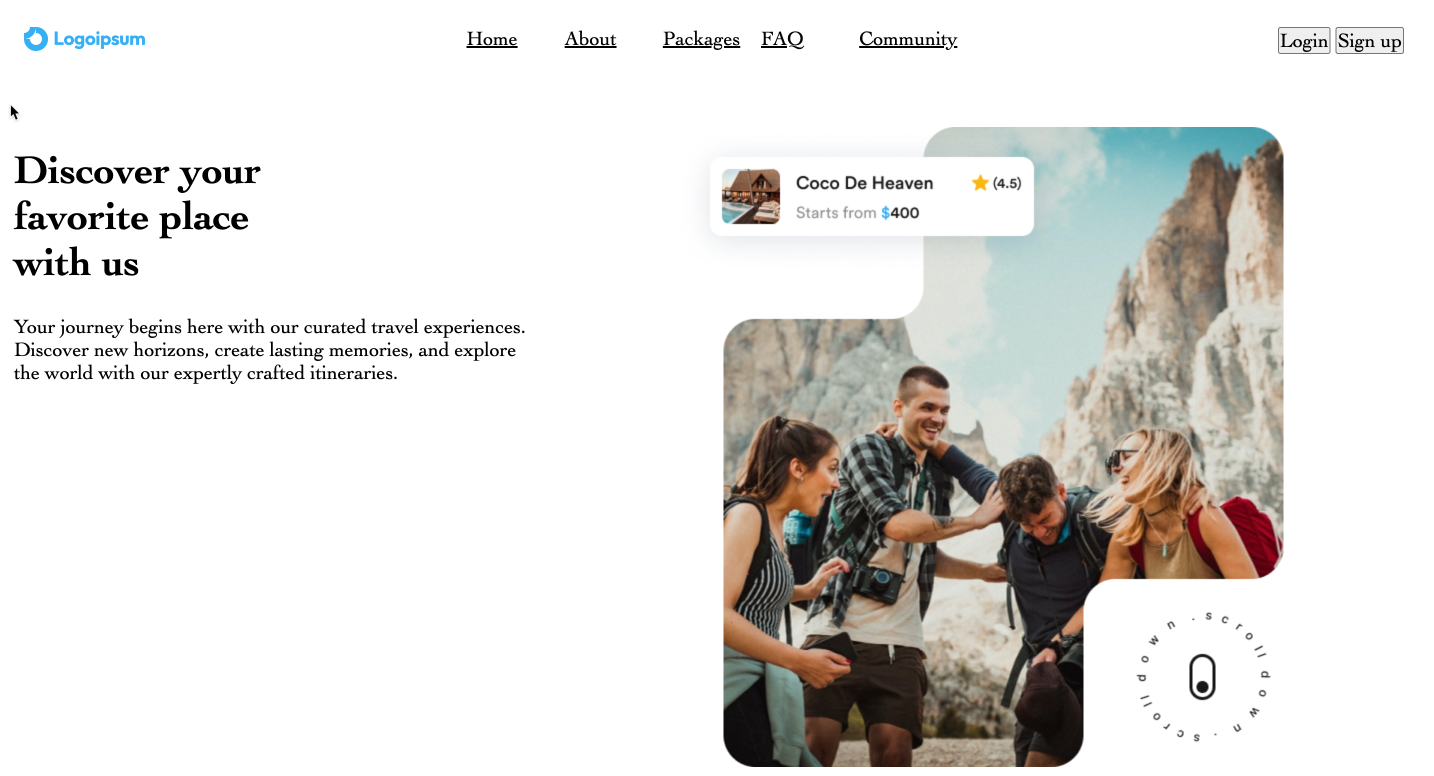 Logoipsum
Home About Packages FAQ Community
Login Sign up
Discover your
favorite place
with us
Your journey begins here with our curated travel experiences.
Discover new horizons, create lasting memories, and explore
the world with our expertly crafted itineraries.
Coco De Heaven (4.5)
Starts from $400
.scroll down .scroll down